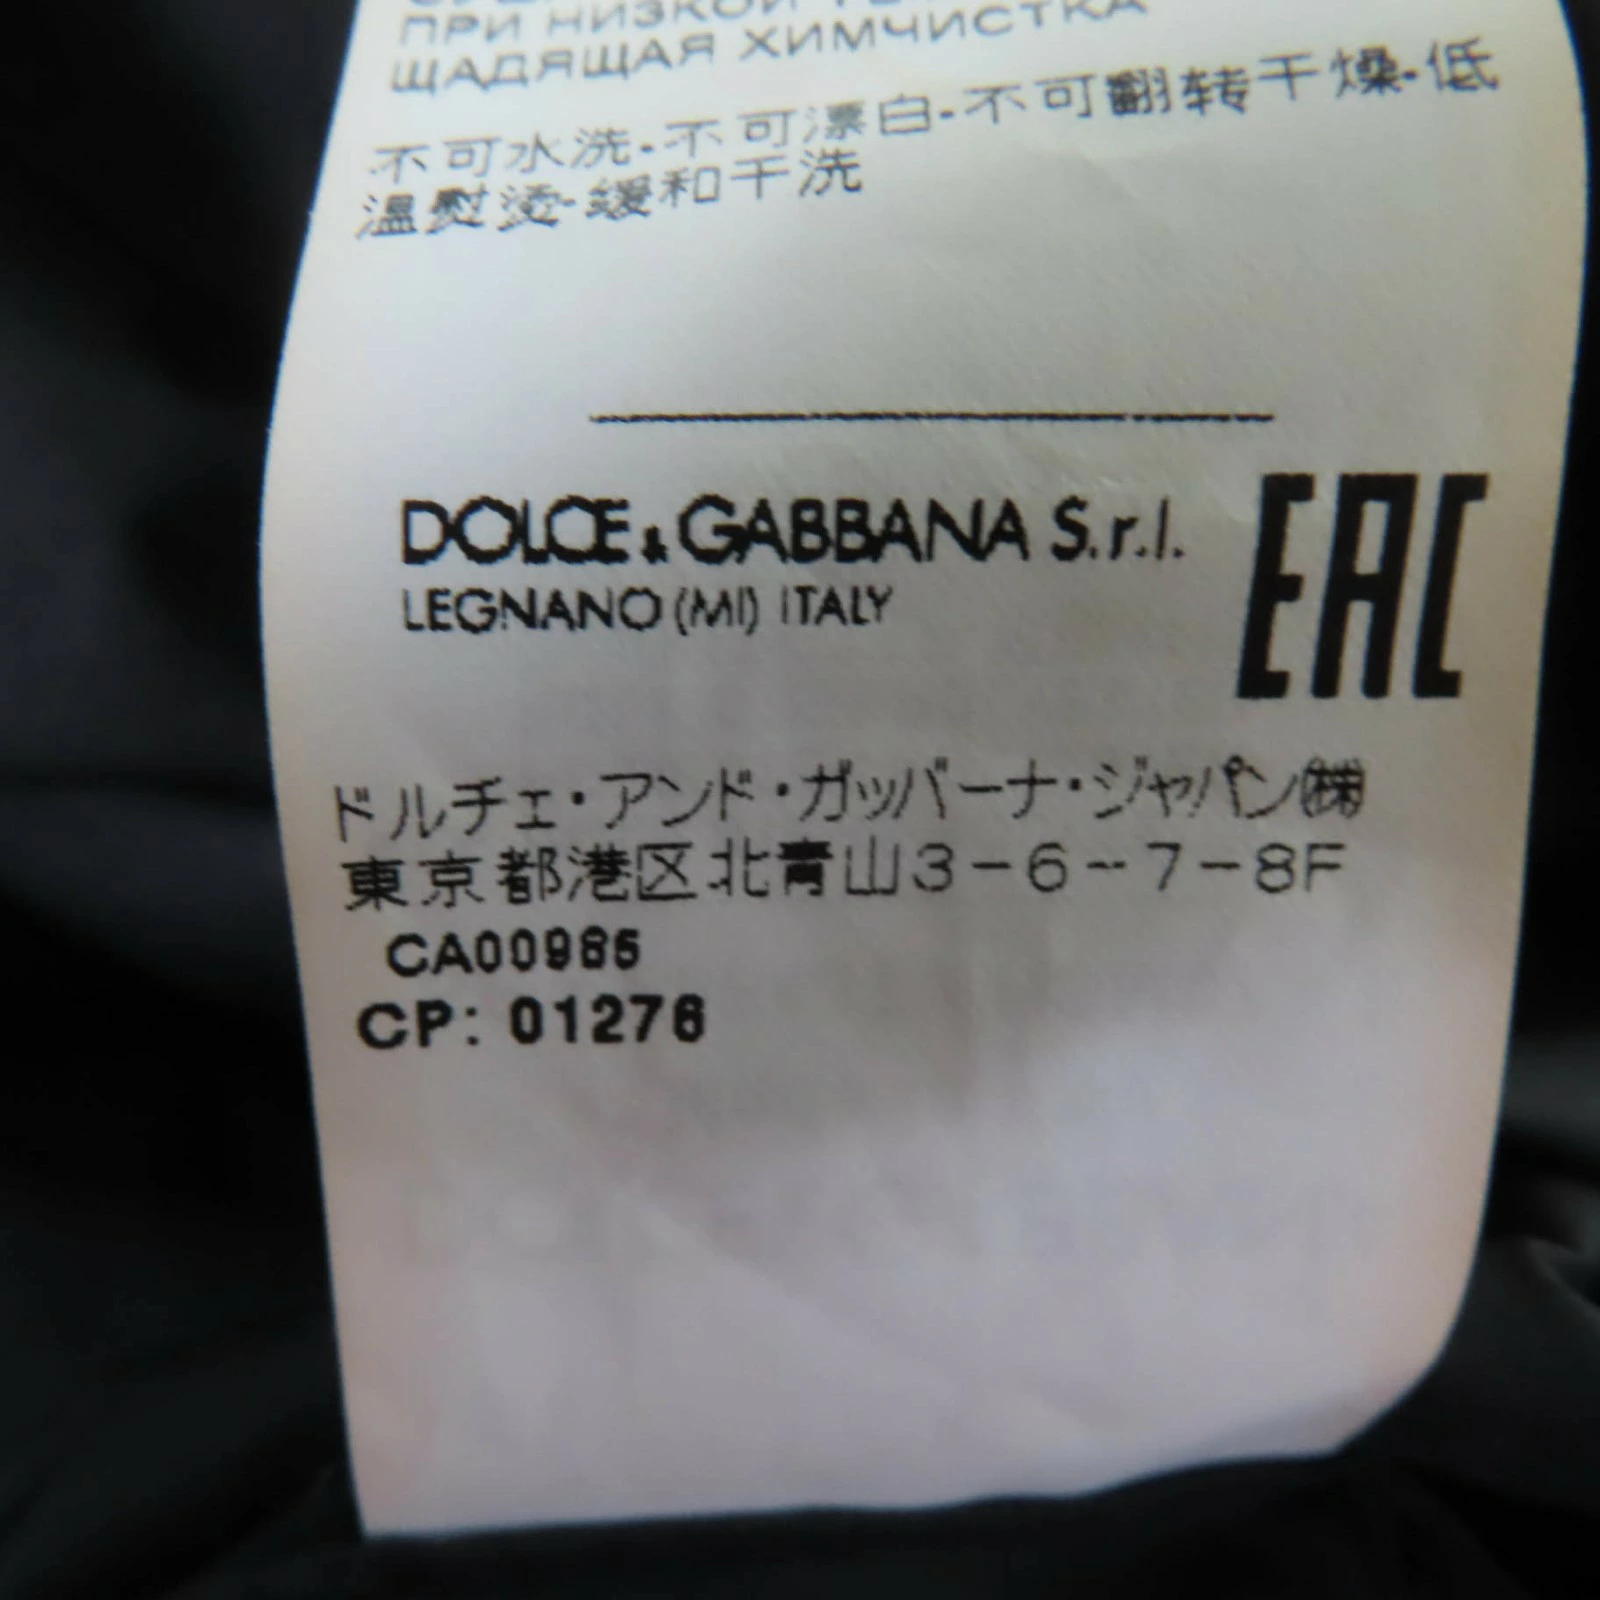 ПРИ НИЗКОЙ
ЩАДЯЩАЯ ХИМЧИСТКА
不可水洗-不可漂白-不可翻转干燥-低
温熨烫-缓和干洗
DOLCE & GABBANA S.r.l.
LEGNANO (MI) ITALY
EAC
ドルチェ・アンド・ガッバーナ・ジャパン㈱
東京都港区北青山3-6-7-8F
CA00985
CP: 01276